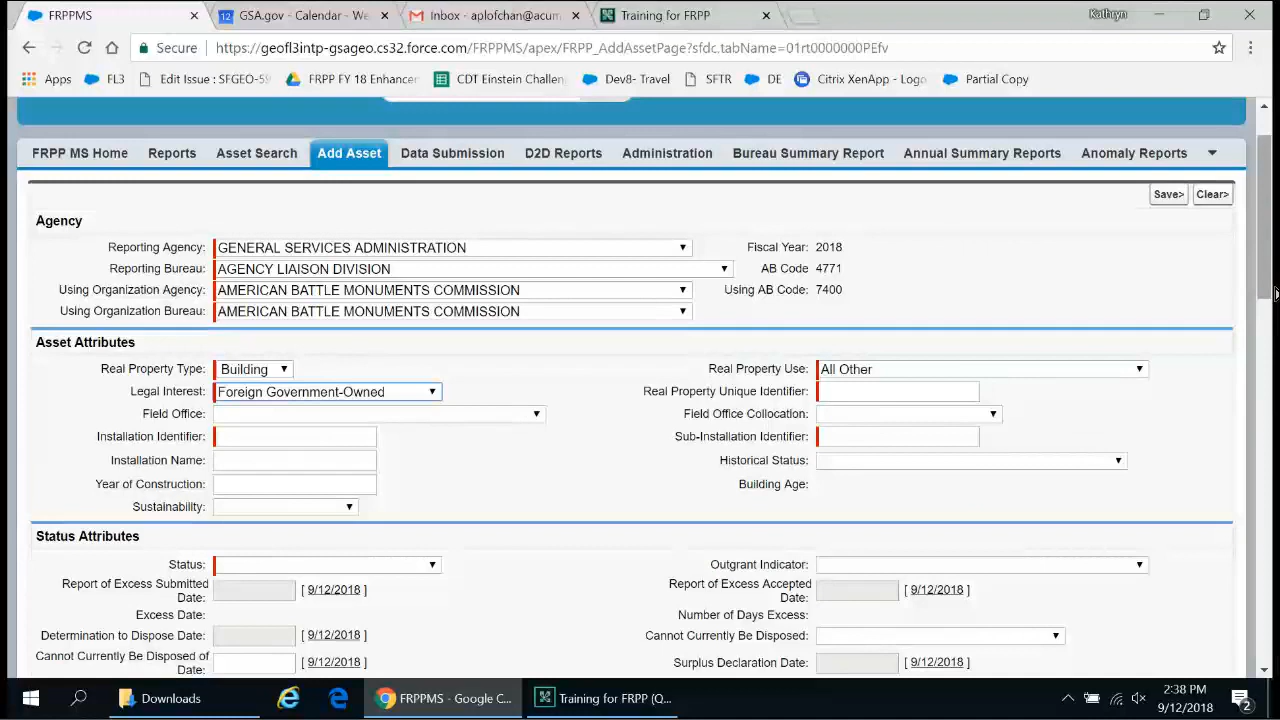 FRPPMS × GSA.gov - Calendar - We × Inbox - aplofchan@acum × Training for FRPP × Kathryn
Secure https://geofl3intp-gsageo.cs32.force.com/FRPPMS/apex/FRPP_AddAssetPage?sfdc.tabName=01rt0000000PEfv
Apps FL3 Edit Issue : SFGEO-59 FRPP FY 18 Enhancer CDT Einstein Challen Dev8- Travel SFTR DE Citrix XenApp - Logo Partial Copy
FRPP MS Home Reports Asset Search Add Asset Data Submission D2D Reports Administration Bureau Summary Report Annual Summary Reports Anomaly Reports
Save> Clear>
Agency
Reporting Agency: GENERAL SERVICES ADMINISTRATION Fiscal Year: 2018
Reporting Bureau: AGENCY LIAISON DIVISION AB Code 4771
Using Organization Agency: AMERICAN BATTLE MONUMENTS COMMISSION Using AB Code: 7400
Using Organization Bureau: AMERICAN BATTLE MONUMENTS COMMISSION
Asset Attributes
Real Property Type: Building Real Property Use: All Other
Legal Interest: Foreign Government-Owned Real Property Unique Identifier:
Field Office: Field Office Collocation:
Installation Identifier: Sub-Installation Identifier:
Installation Name: Historical Status:
Year of Construction: Building Age:
Sustainability:
Status Attributes
Status: Outgrant Indicator:
Report of Excess Submitted Date: [ 9/12/2018 ] Report of Excess Accepted Date: [ 9/12/2018 ]
Excess Date: Number of Days Excess:
Determination to Dispose Date: [ 9/12/2018 ] Cannot Currently Be Disposed:
Cannot Currently Be Disposed of Date: [ 9/12/2018 ] Surplus Declaration Date: [ 9/12/2018 ]
Downloads FRPPMS - Google C... Training for FRPP (Q... 2:38 PM
9/12/2018 2